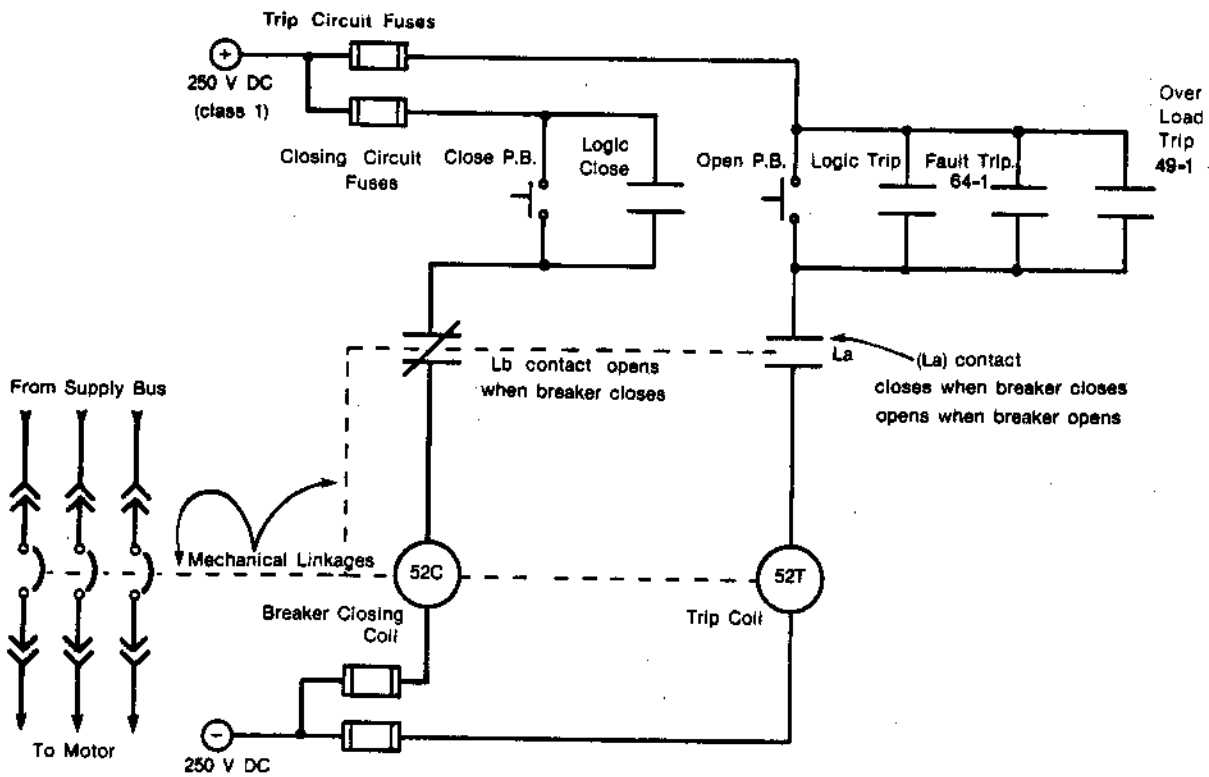 Trip Circuit Fuses
+
250 V DC
(class 1)
Closing Circuit
Fuses
Close P.B.
Logic
Close
Open P.B.
Logic Trip
Fault Trip.
64-1
Over
Load
Trip
49-1
Lb contact opens
when breaker closes
La
(La) contact
closes when breaker closes
opens when breaker opens
From Supply Bus
Mechanical Linkages
52C
52T
Breaker Closing
Coil
Trip Coil
To Motor
−
250 V DC